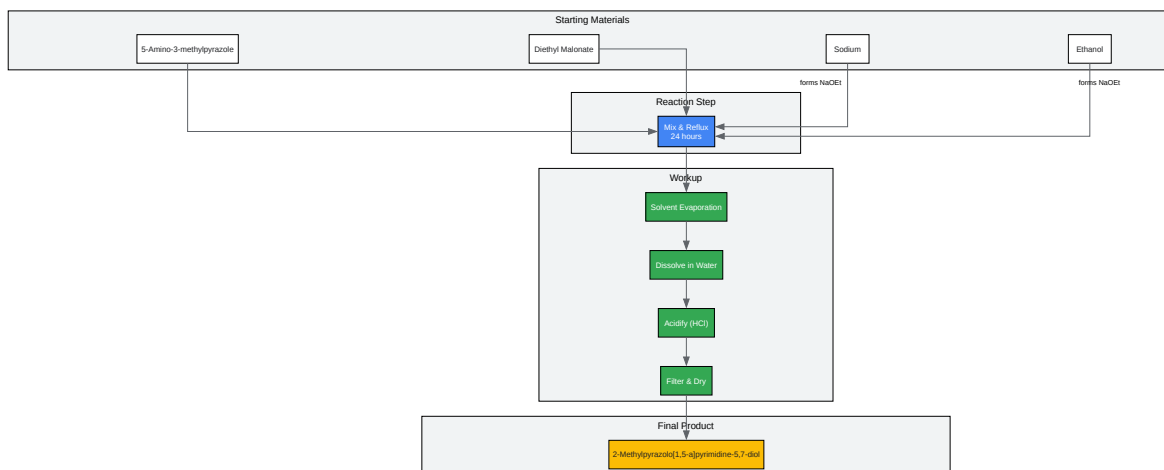 Starting Materials
5-Amino-3-methylpyrazole
Diethyl Malonate
Sodium
Ethanol
forms NaOEt
forms NaOEt
Reaction Step
Mix & Reflux
24 hours
Workup
Solvent Evaporation
Dissolve in Water
Acidify (HCl)
Filter & Dry
Final Product
2-Methylpyrazolo[1,5-a]pyrimidine-5,7-diol